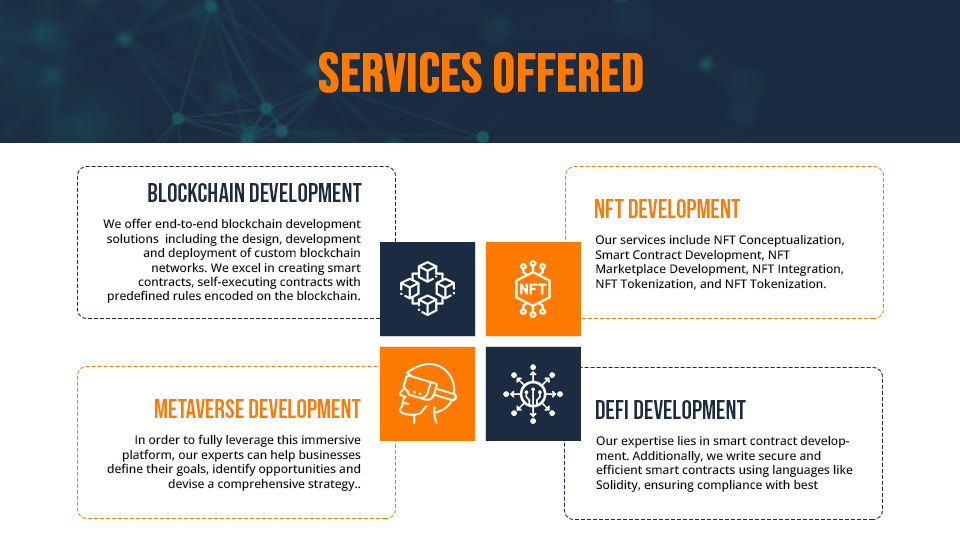 SERVICES OFFERED
BLOCKCHAIN DEVELOPMENT
We offer end-to-end blockchain development
solutions  including the design, development
and deployment of custom blockchain
networks. We excel in creating smart
contracts, self-executing contracts with
predefined rules encoded on the blockchain.
NFT DEVELOPMENT
Our services include NFT Conceptualization,
Smart Contract Development, NFT
Marketplace Development, NFT Integration,
NFT Tokenization, and NFT Tokenization.
NFT
METAVERSE DEVELOPMENT
In order to fully leverage this immersive
platform, our experts can help businesses
define their goals, identify opportunities and
devise a comprehensive strategy..
DEFI DEVELOPMENT
Our expertise lies in smart contract develop-
ment. Additionally, we write secure and
efficient smart contracts using languages like
Solidity, ensuring compliance with best